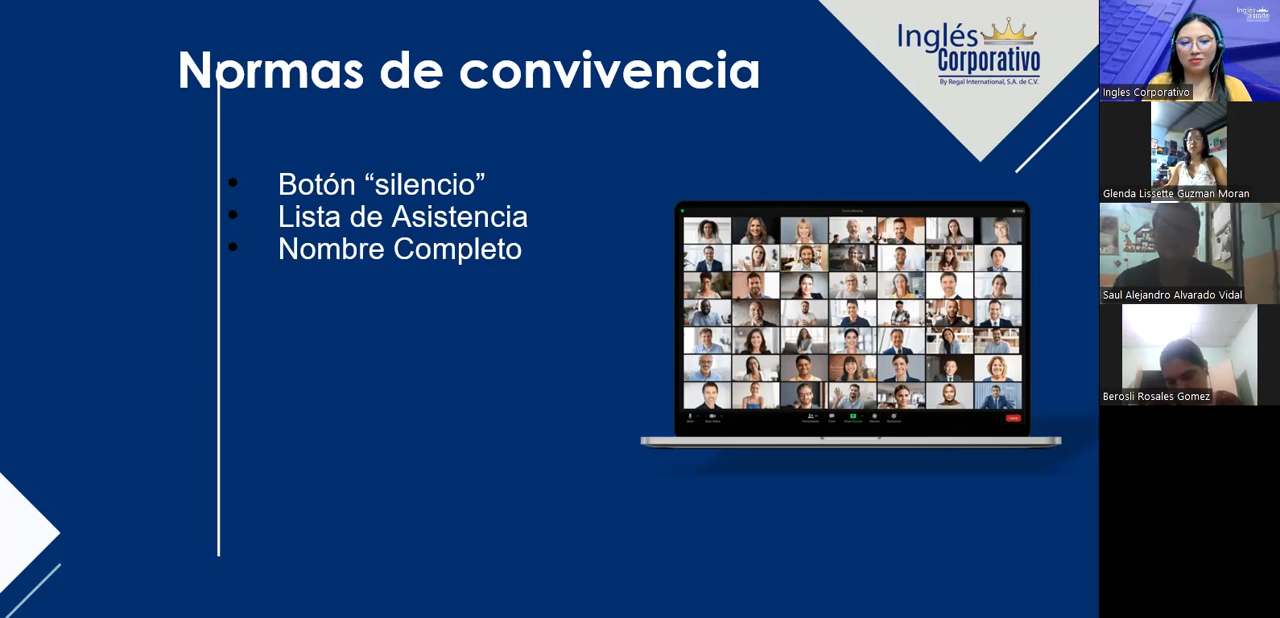 Normas de convivencia
Inglés
Corporativo
By Regal International, S.A. de C.V.
Botón “silencio”
Lista de Asistencia
Nombre Completo
Ingles Corporativo
Glenda Lissette Guzman Moran
Saul Alejandro Alvarado Vidal
Berosli Rosales Gomez